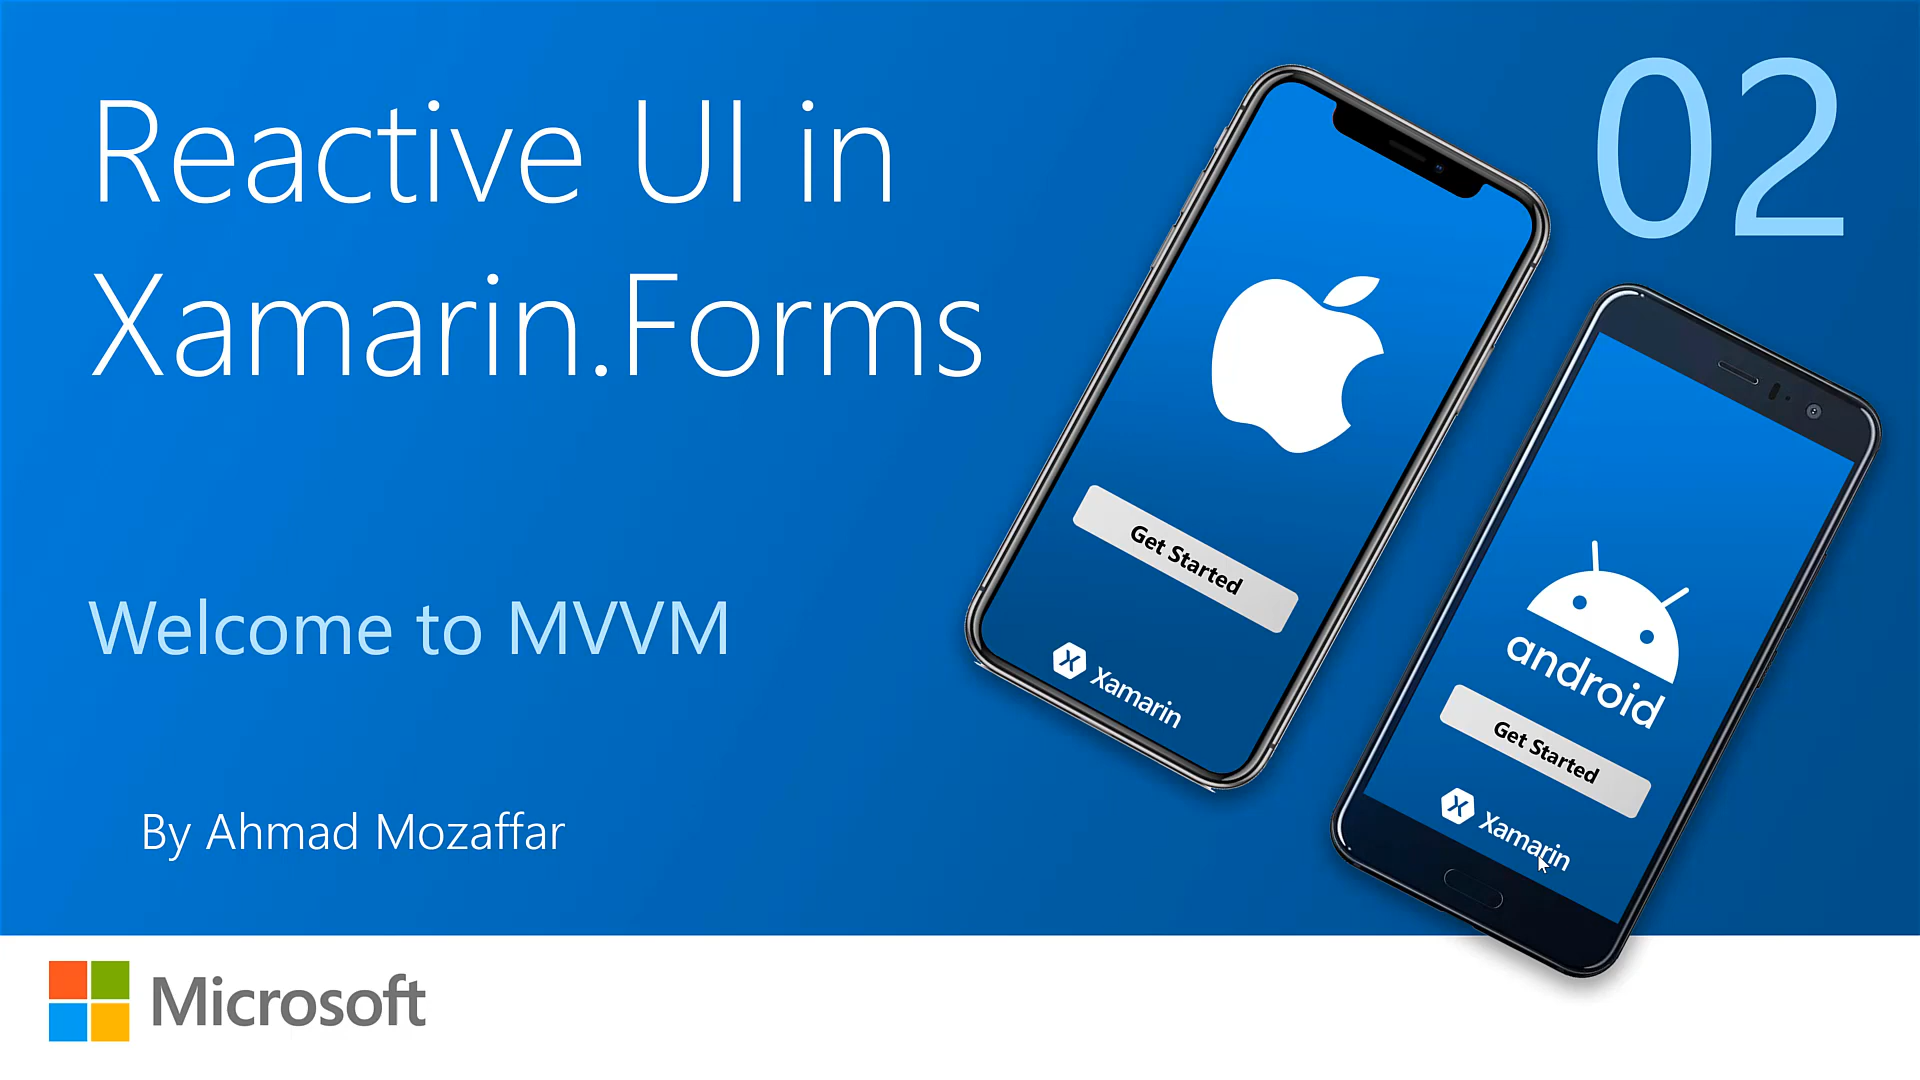 Reactive UI in
Xamarin.Forms
02
Welcome to MVVM
By Ahmad Mozaffar
Get Started
Xamarin
android
Get Started
Xamarin
Microsoft